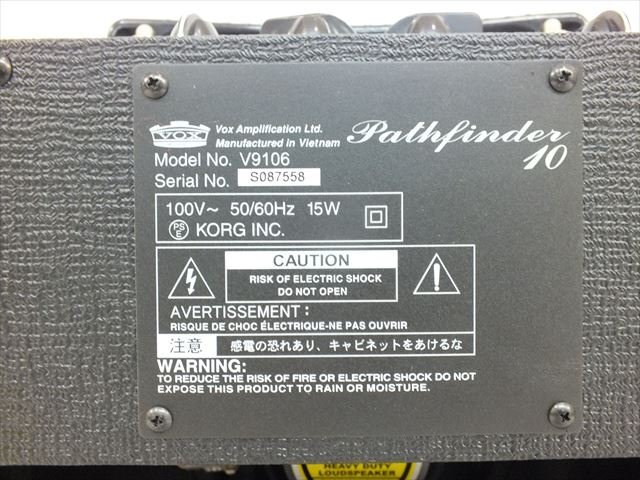 VOX
Vox Amplification Ltd.
Manufactured in Vietnam
Pathfinder
10
Model No. V9106
Serial No. S087558
100V~ 50/60Hz 15W
PSE KORG INC.
CAUTION
RISK OF ELECTRIC SHOCK
DO NOT OPEN
AVERTISSEMENT:
RISQUE DE CHOC ÉLECTRIQUE-NE PAS OUVRIR
注意 感電の恐れあり、キャビネットをあけるな
WARNING:
TO REDUCE THE RISK OF FIRE OR ELECTRIC SHOCK DO NOT
EXPOSE THIS PRODUCT TO RAIN OR MOISTURE.
HEAVY DUTY
LOUDSPEAKER